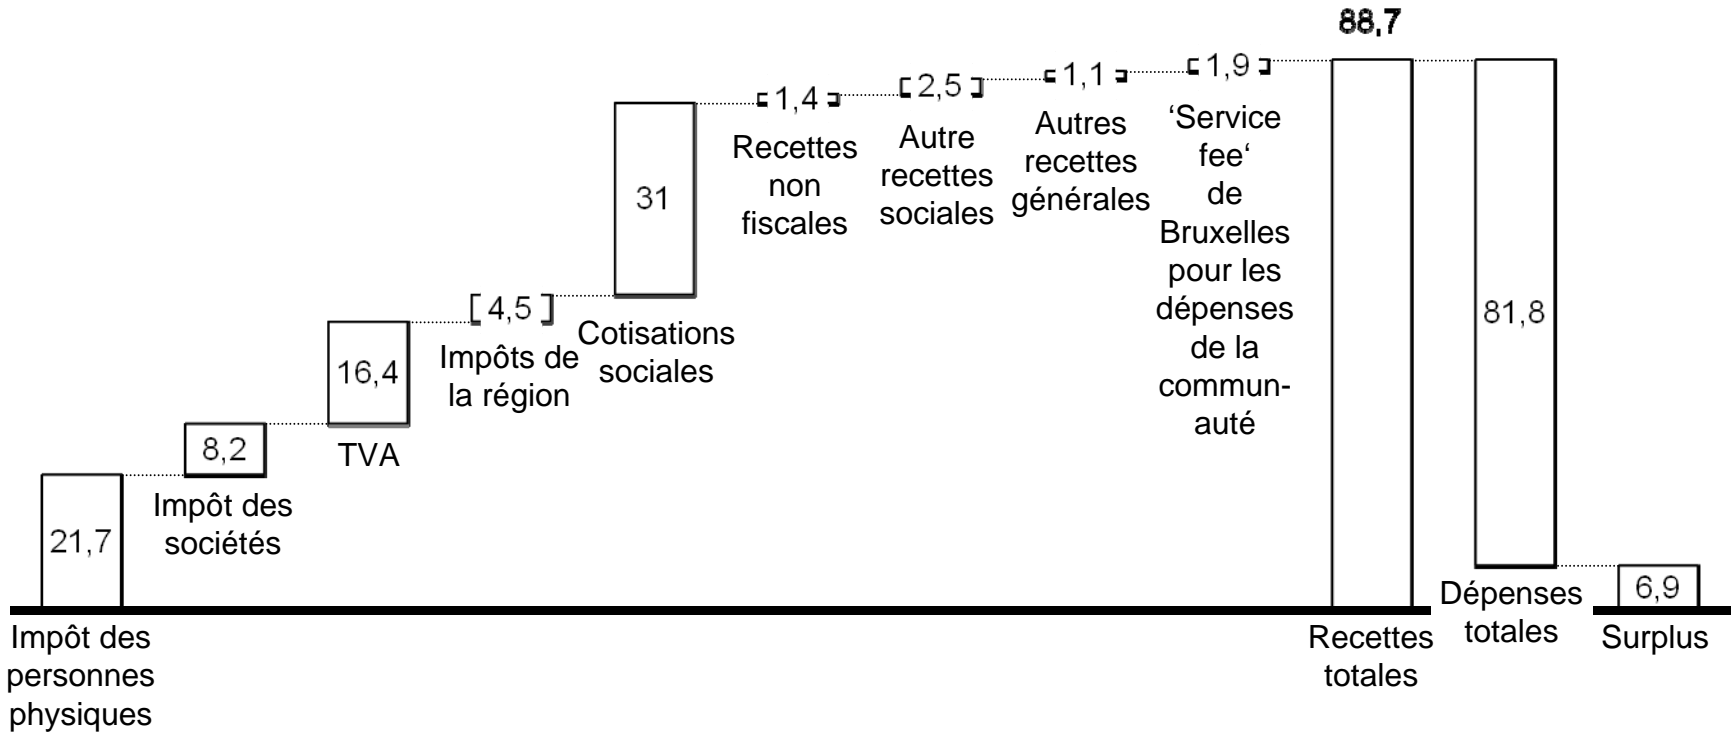 88,7
1,4
2,5
1,1
1,9
Recettes
non
fiscales
Autre
recettes
sociales
Autres
recettes
générales
‘Service
fee‘
de
Bruxelles
pour les
dépenses
de la
commun-
auté
31
4,5
Cotisations
sociales
Impôts de
la région
16,4
TVA
8,2
Impôt des
sociétés
21,7
Impôt des
personnes
physiques
Recettes
totales
81,8
Dépenses
totales
6,9
Surplus